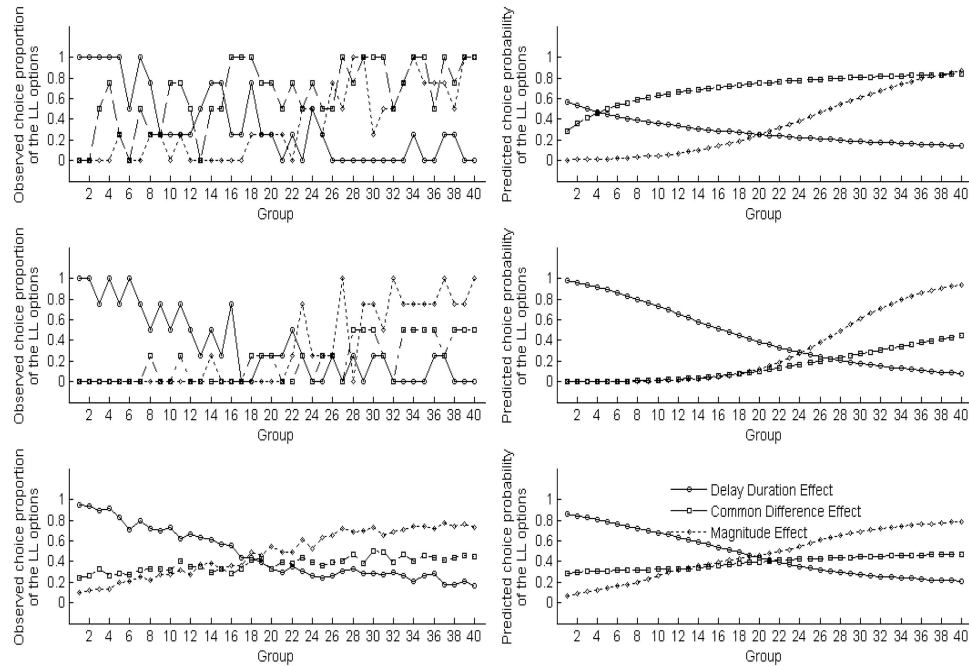 Observed choice proportion
of the LL options
1
0.8
0.6
0.4
0.2
0
2 4 6 8 10 12 14 16 18 20 22 24 26 28 30 32 34 36 38 40
Group
Predicted choice probability
of the LL options
1
0.8
0.6
0.4
0.2
0
2 4 6 8 10 12 14 16 18 20 22 24 26 28 30 32 34 36 38 40
Group
Observed choice proportion
of the LL options
1
0.8
0.6
0.4
0.2
0
2 4 6 8 10 12 14 16 18 20 22 24 26 28 30 32 34 36 38 40
Group
Predicted choice probability
of the LL options
1
0.8
0.6
0.4
0.2
0
2 4 6 8 10 12 14 16 18 20 22 24 26 28 30 32 34 36 38 40
Group
Observed choice proportion
of the LL options
1
0.8
0.6
0.4
0.2
0
2 4 6 8 10 12 14 16 18 20 22 24 26 28 30 32 34 36 38 40
Group
Predicted choice probability
of the LL options
1
0.8
0.6
0.4
0.2
0
Delay Duration Effect
Common Difference Effect
Magnitude Effect
2 4 6 8 10 12 14 16 18 20 22 24 26 28 30 32 34 36 38 40
Group